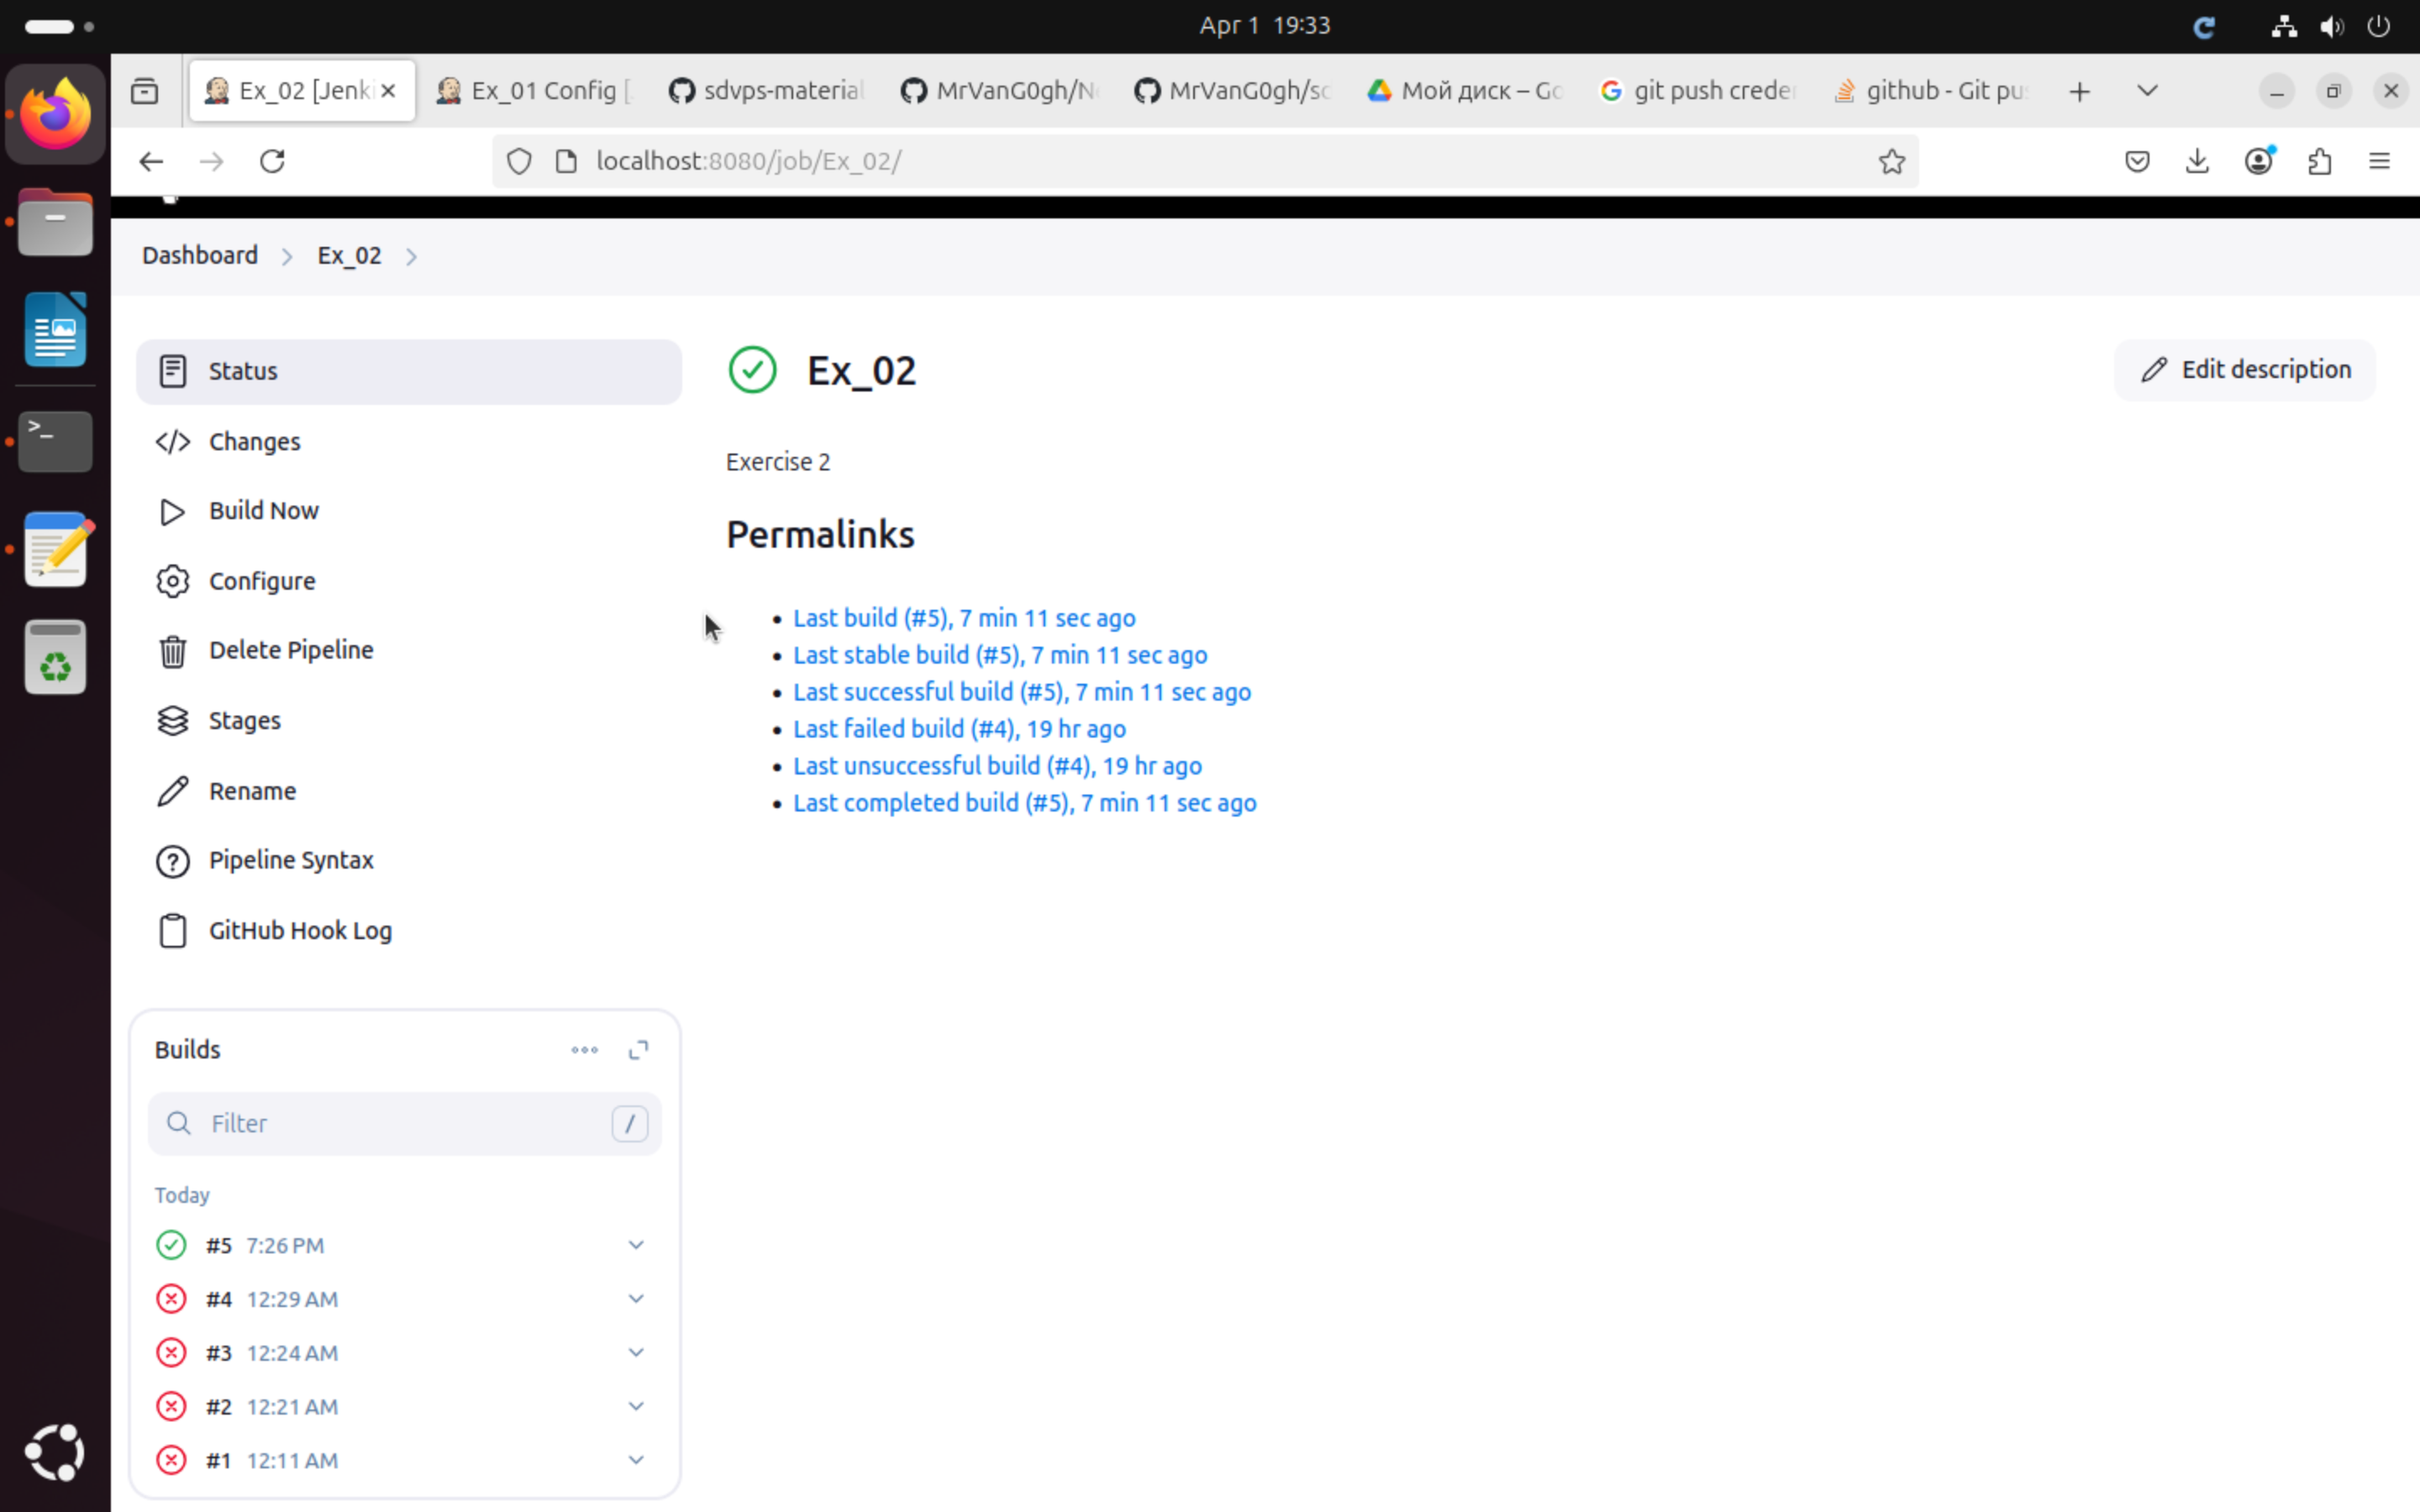 Apr 1 19:33
Ex_02 [Jenki
Ex_01 Config [
sdvps-material
MrVanG0gh/N
MrVanG0gh/sc
Мой диск – Go
git push crede
github - Git pu
localhost:8080/job/Ex_02/
Dashboard
Ex_02
Status
Changes
Build Now
Configure
Delete Pipeline
Stages
Rename
Pipeline Syntax
GitHub Hook Log
Ex_02
Edit description
Exercise 2
Permalinks
Last build (#5), 7 min 11 sec ago
Last stable build (#5), 7 min 11 sec ago
Last successful build (#5), 7 min 11 sec ago
Last failed build (#4), 19 hr ago
Last unsuccessful build (#4), 19 hr ago
Last completed build (#5), 7 min 11 sec ago
Builds
Filter /
Today
#5 7:26 PM
#4 12:29 AM
#3 12:24 AM
#2 12:21 AM
#1 12:11 AM